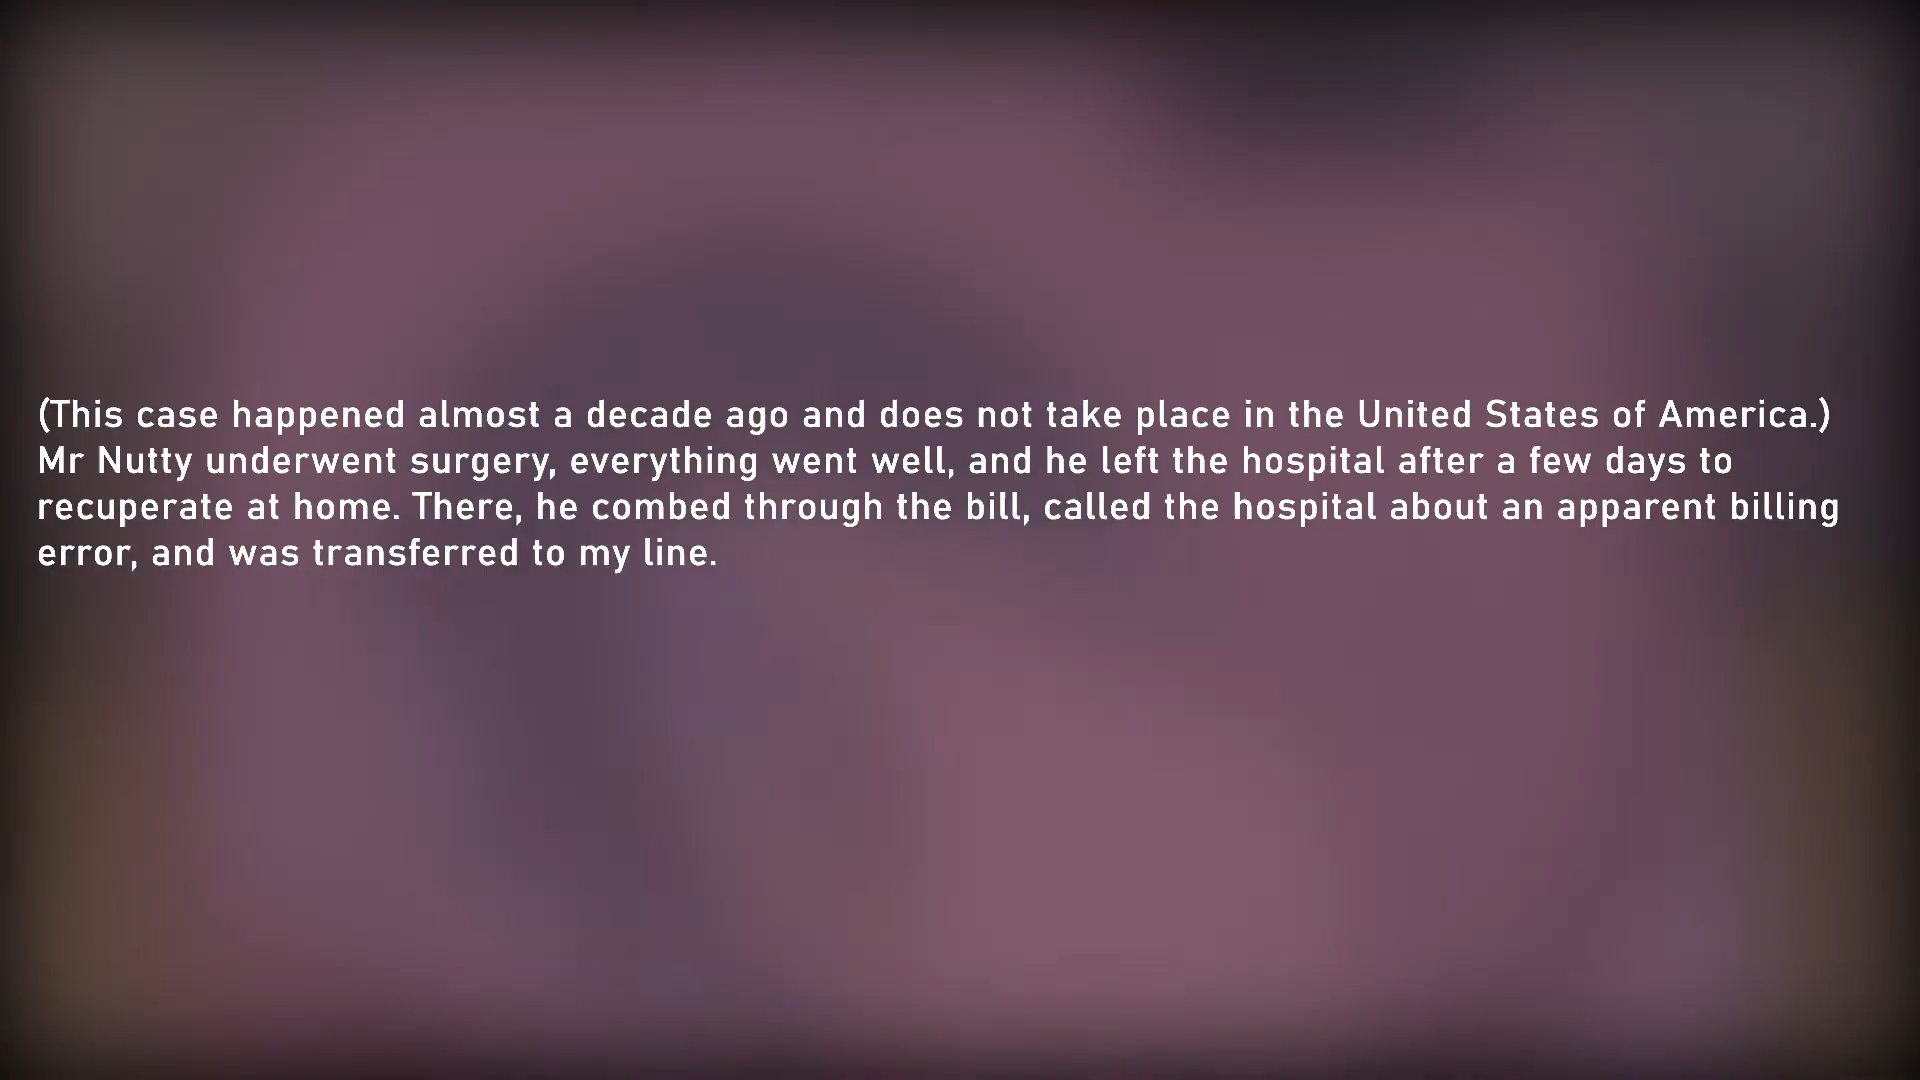 (This case happened almost a decade ago and does not take place in the United States of America.)
Mr Nutty underwent surgery, everything went well, and he left the hospital after a few days to
recuperate at home. There, he combed through the bill, called the hospital about an apparent billing
error, and was transferred to my line.